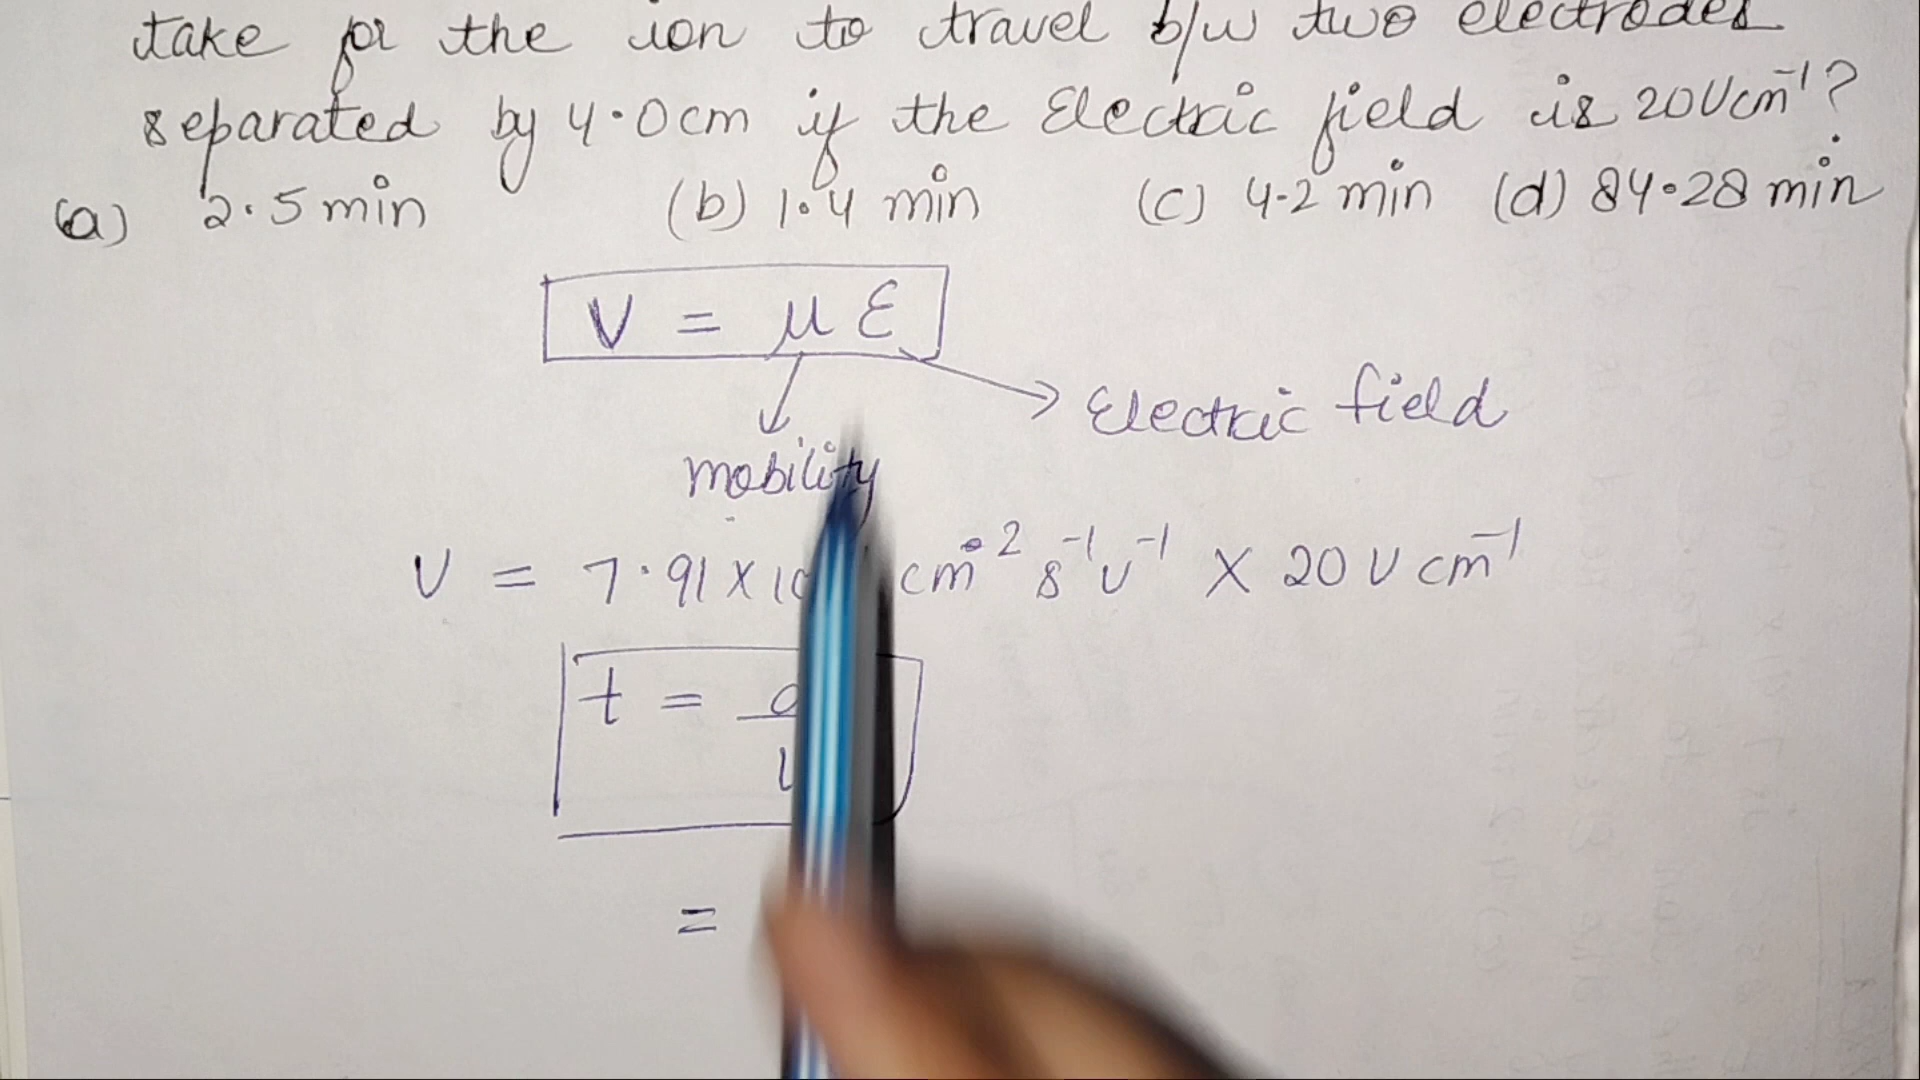 take for the ion to travel b/w two electrodes
separated by 4.0cm if the Electric field is 20Vcm⁻¹?
(a) 2.5min (b) 1.4 min (c) 4.2 min (d) 84.28 min
V = μ ε
Electric field
mobility
V = 7.91 x 10 cm² s⁻¹ v⁻¹ x 20 V cm⁻¹
t =
=